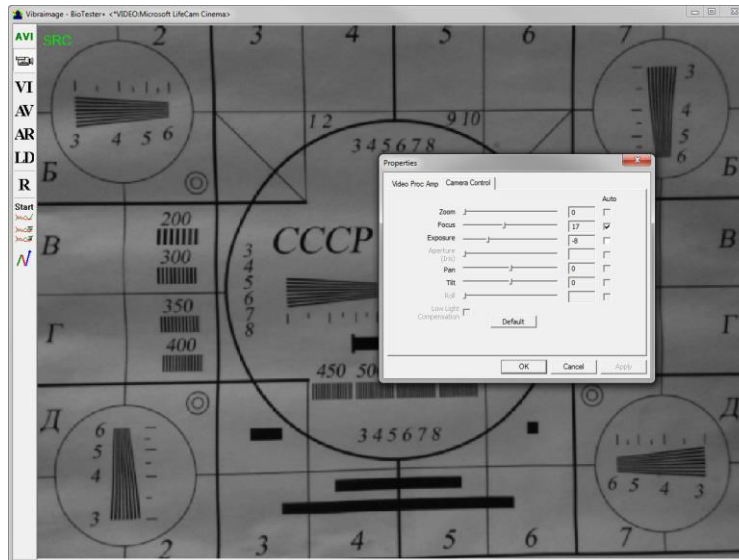 Vibraimage - BioTester+ <*VIDEO:Microsoft LifeCam Cinema>
AVI
SRC
VI
AV
AR
LD
R
Start
2 3 4 5 6 7
3 4 5 6
3 4 5 6
Б Б
1 2 9 10
3 4 5 6 7 8
Properties
Video Proc Amp Camera Control
Auto
Zoom 0
Focus 17
Exposure -8
Aperture (Iris)
Pan 0
Tilt 0
Roll
Low Light Compensation
Default
OK Cancel Apply
В В
200
300
СССР
3 4 5 6 7 8
Г Г
350
400
450
Д Д
6 5 4 3
3 4 5 6 7 8
6 5 4 3
2 3 4 5 6 7